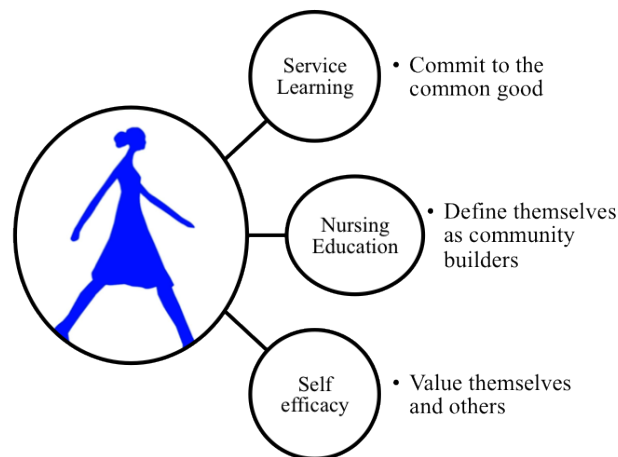 Service
Learning
• Commit to the
common good
Nursing
Education
• Define themselves
as community
builders
Self
efficacy
• Value themselves
and others